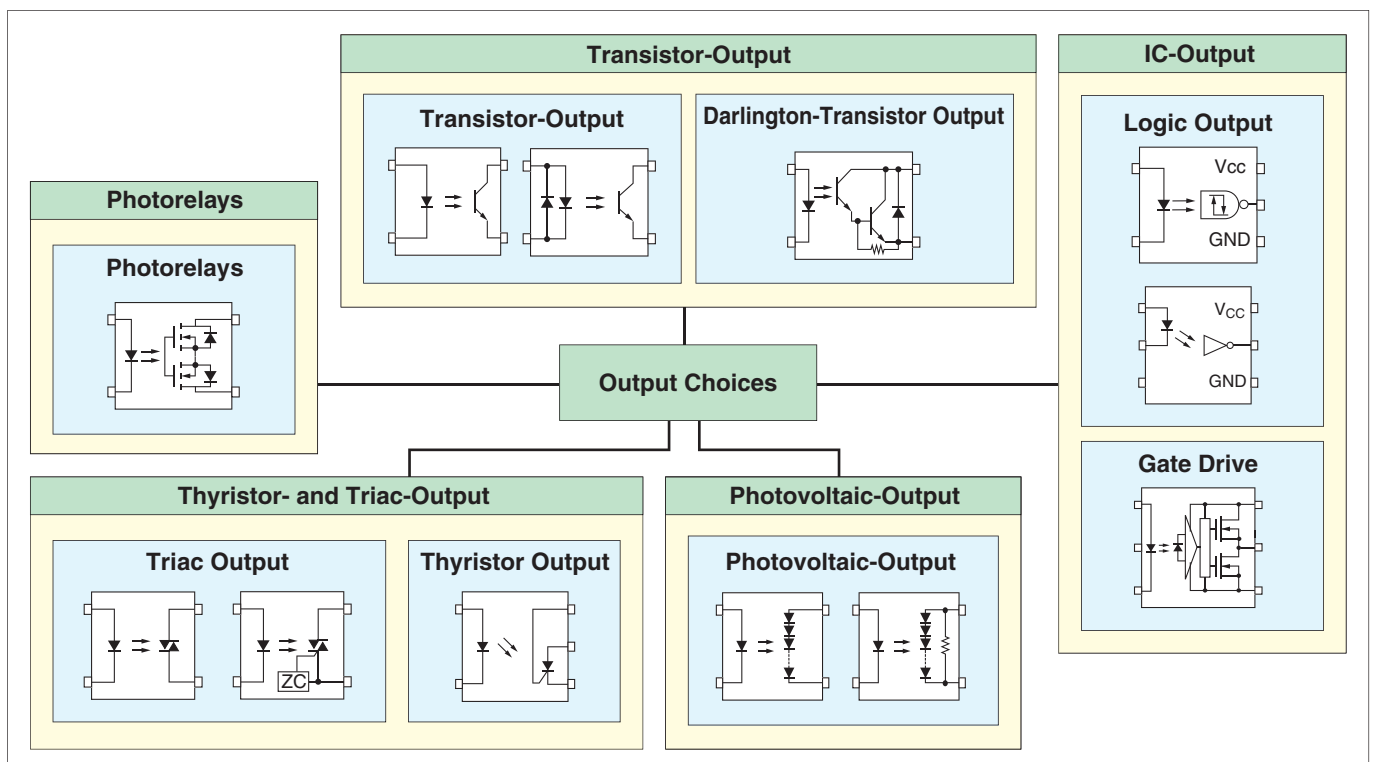 Transistor-Output
Transistor-Output
Darlington-Transistor Output
IC-Output
Logic Output
Vcc
GND
VCC
GND
Gate Drive
Photorelays
Photorelays
Output Choices
Thyristor- and Triac-Output
Triac Output
ZC
Thyristor Output
Photovoltaic-Output
Photovoltaic-Output